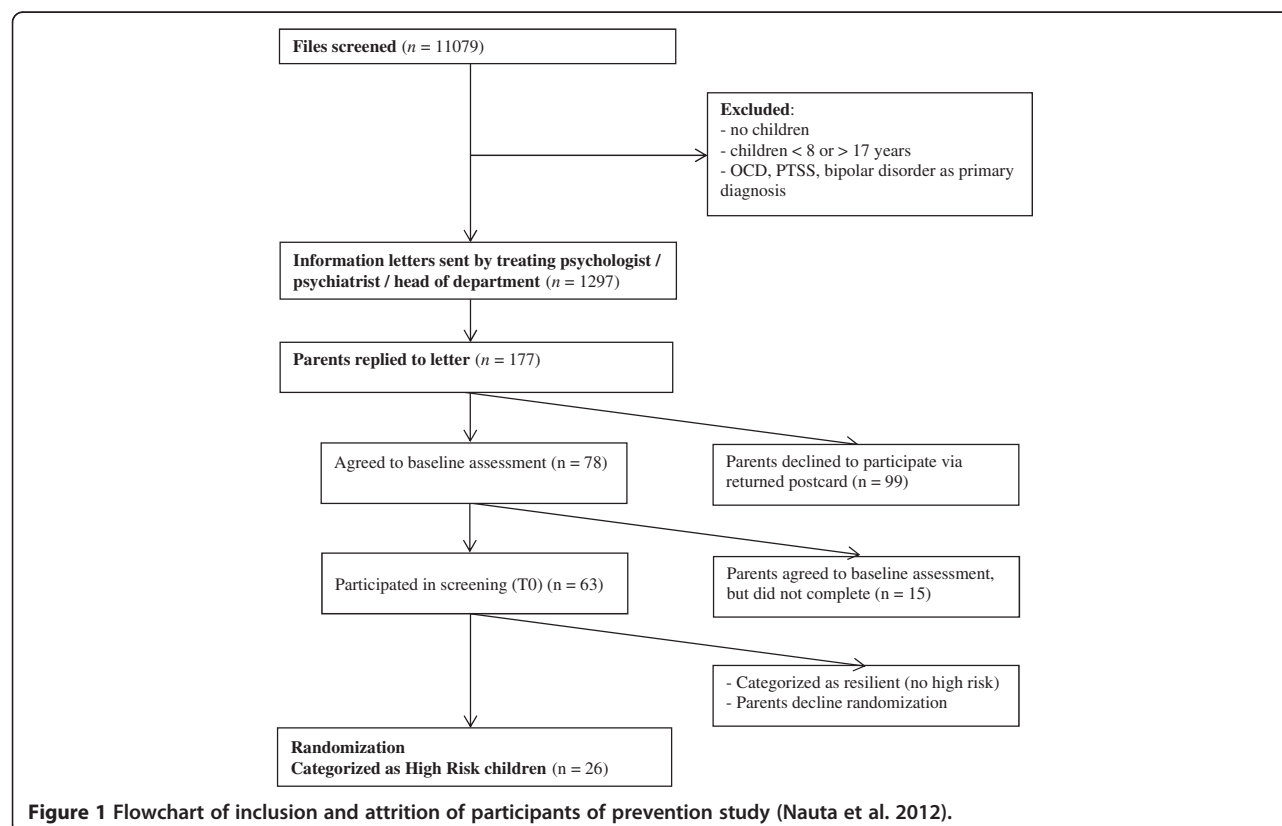 Files screened (n = 11079)
Excluded:
- no children
- children < 8 or > 17 years
- OCD, PTSS, bipolar disorder as primary
diagnosis
Information letters sent by treating psychologist /
psychiatrist / head of department (n = 1297)
Parents replied to letter (n = 177)
Agreed to baseline assessment (n = 78)
Parents declined to participate via
returned postcard (n = 99)
Participated in screening (T0) (n = 63)
Parents agreed to baseline assessment,
but did not complete (n = 15)
- Categorized as resilient (no high risk)
- Parents decline randomization
Randomization
Categorized as High Risk children (n = 26)
Figure 1 Flowchart of inclusion and attrition of participants of prevention study (Nauta et al. 2012).